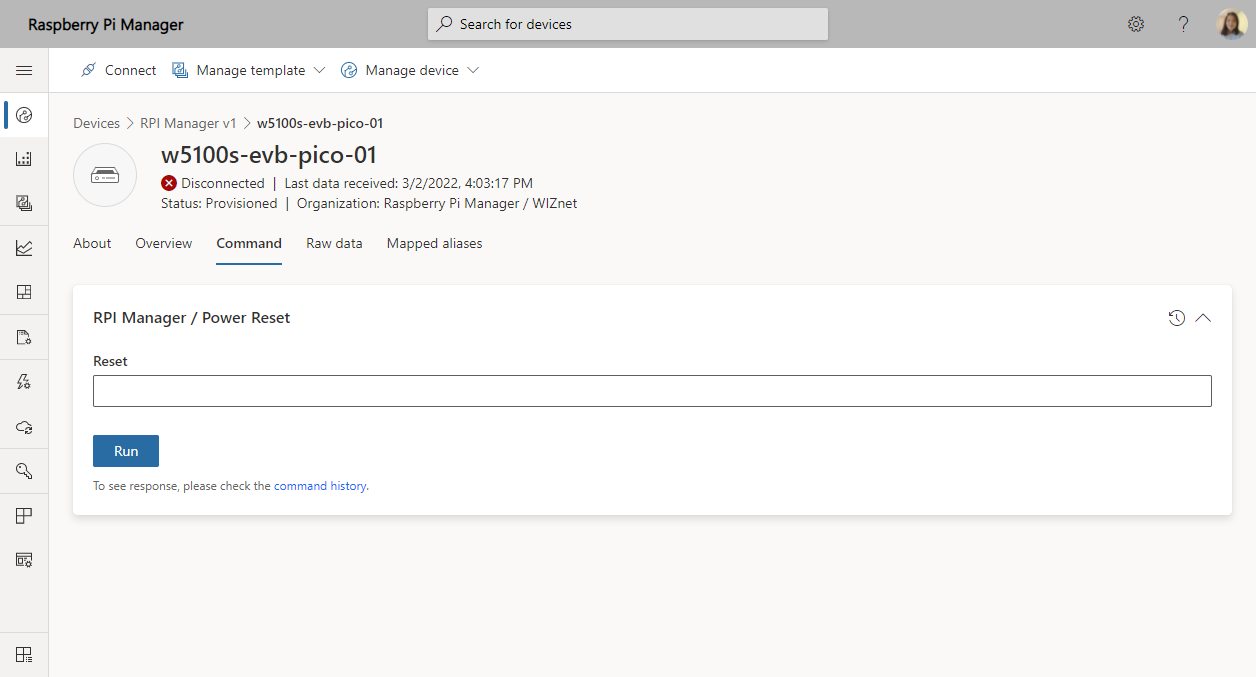 Raspberry Pi Manager
Search for devices
Connect Manage template Manage device
Devices > RPI Manager v1 > w5100s-evb-pico-01
w5100s-evb-pico-01
Disconnected | Last data received: 3/2/2022, 4:03:17 PM
Status: Provisioned | Organization: Raspberry Pi Manager / WIZnet
About Overview Command Raw data Mapped aliases
RPI Manager / Power Reset
Reset
Run
To see response, please check the command history.